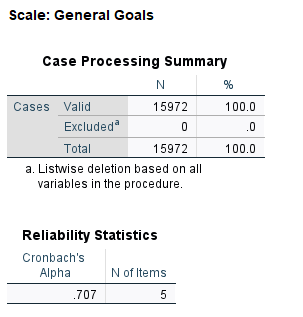 Scale: General Goals
Case Processing Summary
N %
Cases Valid 15972 100.0
Excludedᵃ 0 .0
Total 15972 100.0
a. Listwise deletion based on all
variables in the procedure.
Reliability Statistics
Cronbach's
Alpha N of Items
.707 5